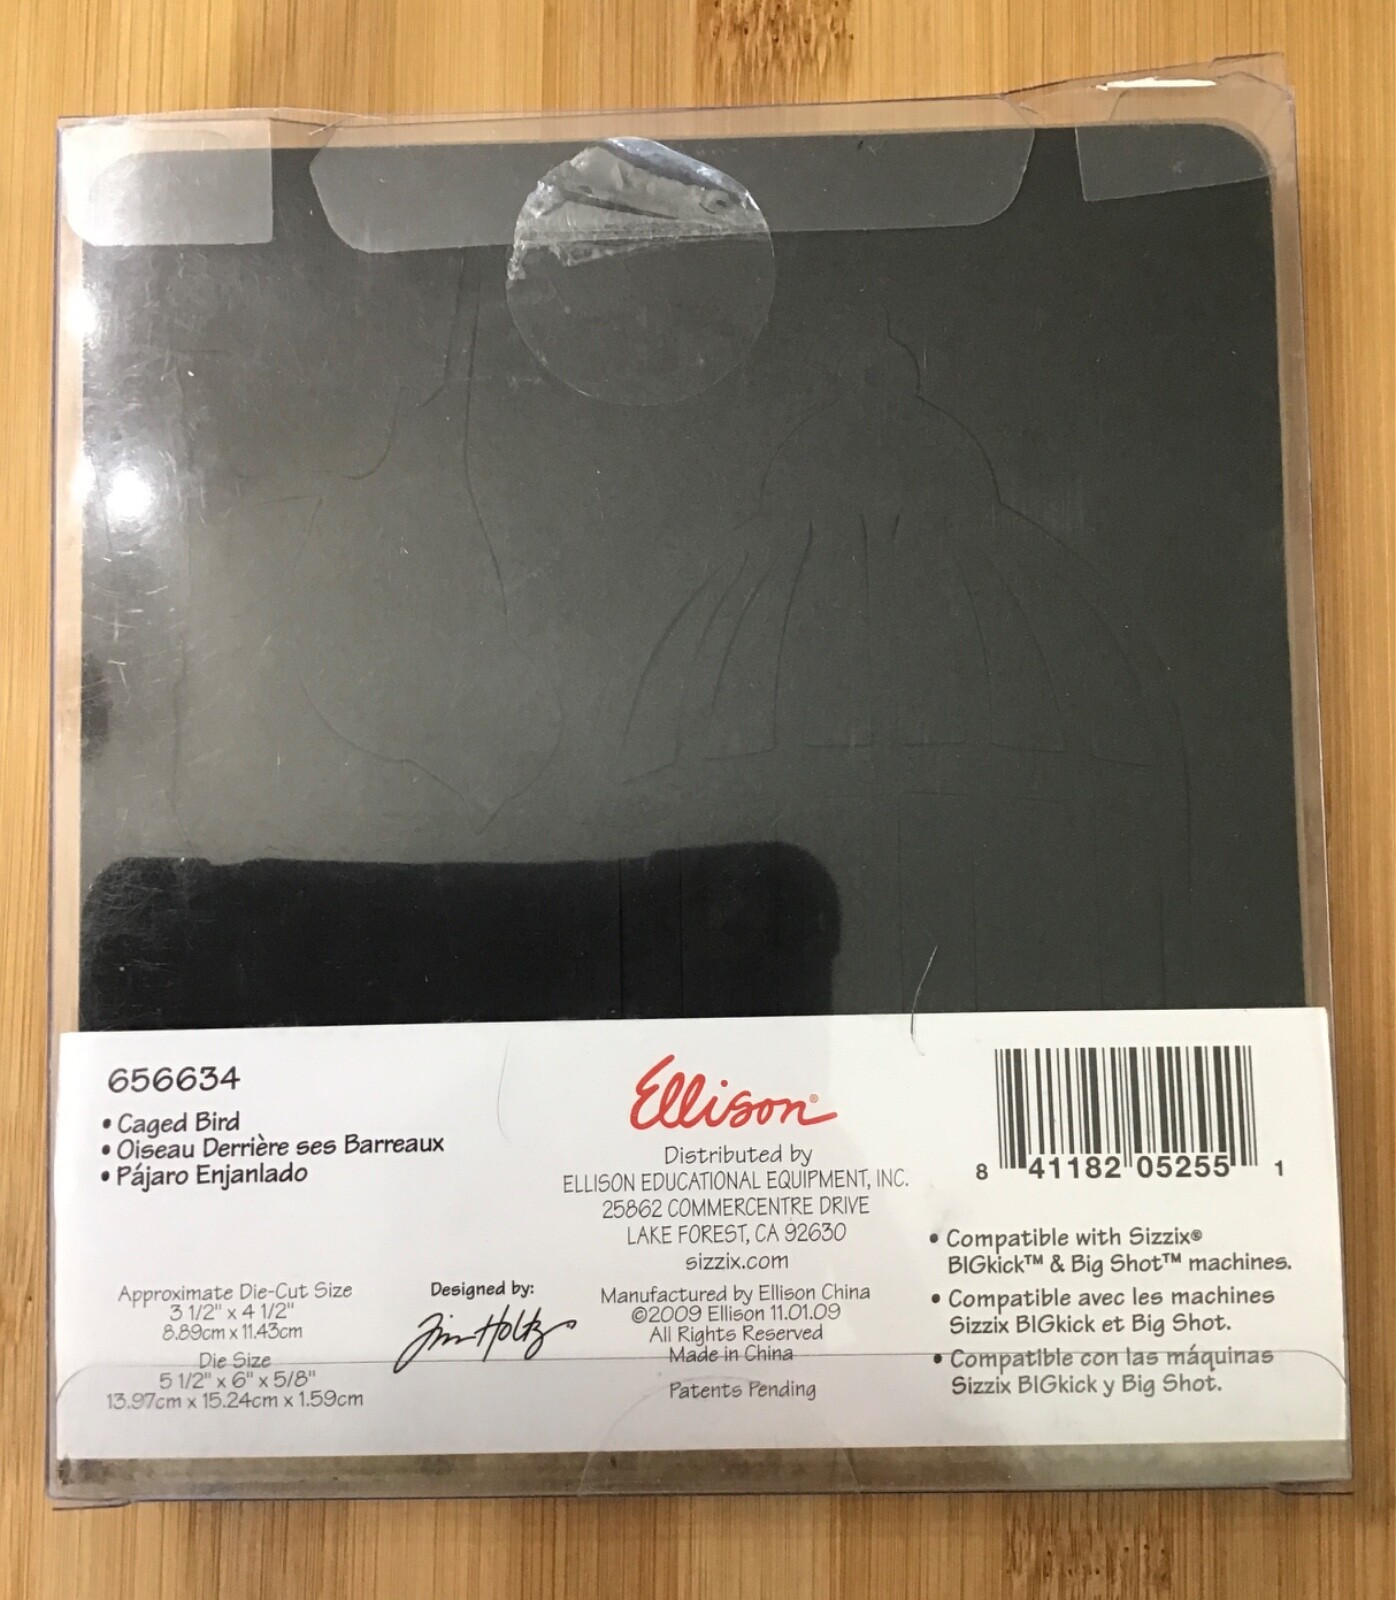 656634
• Caged Bird
• Oiseau Derrière ses Barreaux
• Pájaro Enjanlado
Approximate Die-Cut Size
3 1/2" x 4 1/2"
8.89cm x 11.43cm
Die Size
5 1/2" x 6" x 5/8"
13.97cm x 15.24cm x 1.59cm
Designed by:
Tim Holtz
Ellison®
Distributed by
ELLISON EDUCATIONAL EQUIPMENT, INC.
25862 COMMERCENTRE DRIVE
LAKE FOREST, CA 92630
sizzix.com
Manufactured by Ellison China
©2009 Ellison 11.01.09
All Rights Reserved
Made in China
Patents Pending
8 41182 05255 1
• Compatible with Sizzix®
BIGkick™ & Big Shot™ machines.
• Compatible avec les machines
Sizzix BIGkick et Big Shot.
• Compatible con las máquinas
Sizzix BIGkick y Big Shot.